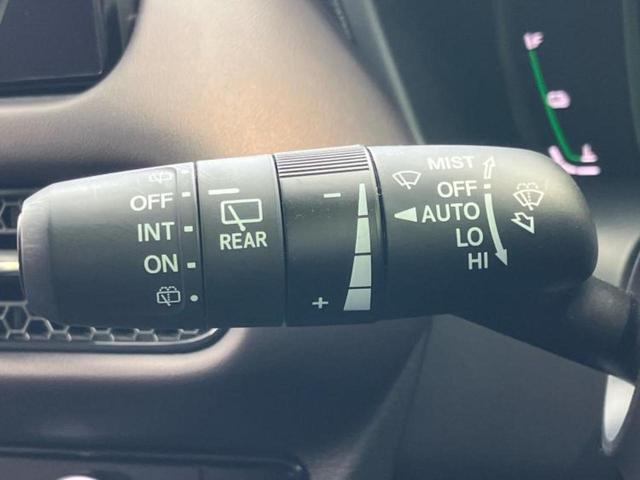 OFF
INT
ON
REAR
−
+
MIST
OFF
AUTO
LO
HI
F